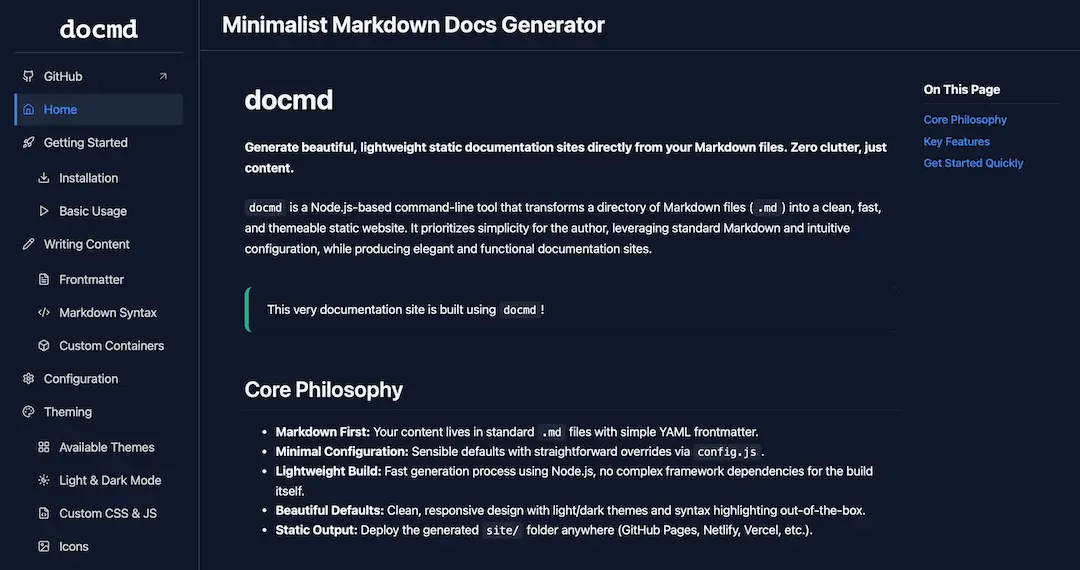 docmd
GitHub
Home
Getting Started
Installation
Basic Usage
Writing Content
Frontmatter
Markdown Syntax
Custom Containers
Configuration
Theming
Available Themes
Light & Dark Mode
Custom CSS & JS
Icons
Minimalist Markdown Docs Generator
docmd
Generate beautiful, lightweight static documentation sites directly from your Markdown files. Zero clutter, just
content.
docmd is a Node.js-based command-line tool that transforms a directory of Markdown files ( .md ) into a clean, fast,
and themeable static website. It prioritizes simplicity for the author, leveraging standard Markdown and intuitive
configuration, while producing elegant and functional documentation sites.
This very documentation site is built using docmd !
Core Philosophy
• Markdown First: Your content lives in standard .md files with simple YAML frontmatter.
• Minimal Configuration: Sensible defaults with straightforward overrides via config.js .
• Lightweight Build: Fast generation process using Node.js, no complex framework dependencies for the build
itself.
• Beautiful Defaults: Clean, responsive design with light/dark themes and syntax highlighting out-of-the-box.
• Static Output: Deploy the generated site/ folder anywhere (GitHub Pages, Netlify, Vercel, etc.).
On This Page
Core Philosophy
Key Features
Get Started Quickly